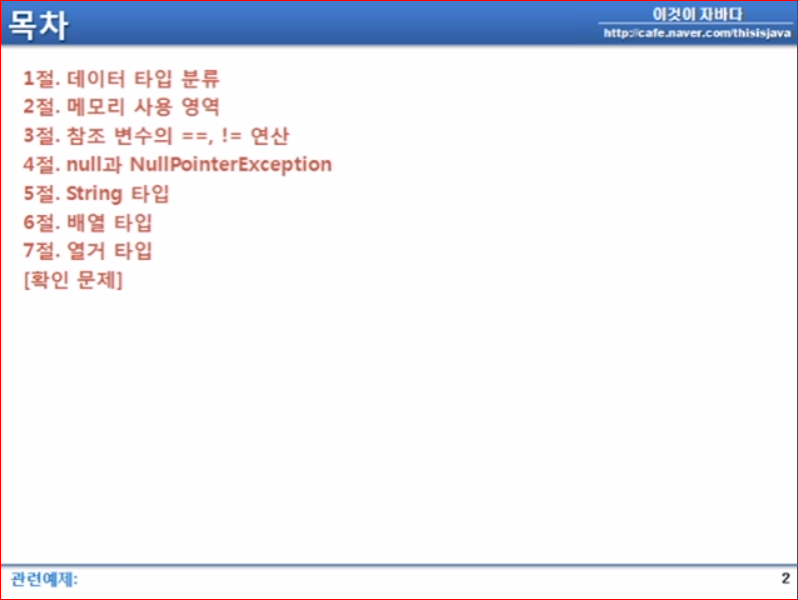 목차
이것이 자바다
http://cafe.naver.com/thisisjava
1절. 데이터 타입 분류
2절. 메모리 사용 영역
3절. 참조 변수의 ==, != 연산
4절. null과 NullPointerException
5절. String 타입
6절. 배열 타입
7절. 열거 타입
[확인 문제]
관련예제:
2